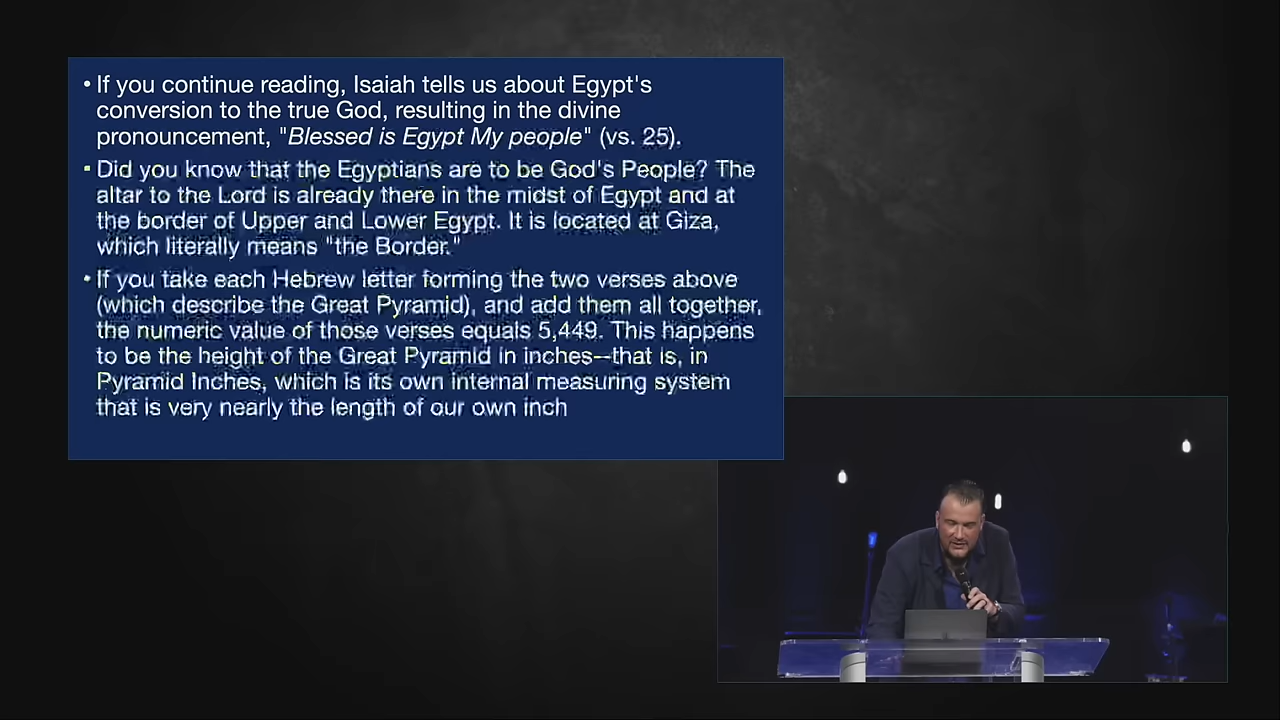 • If you continue reading, Isaiah tells us about Egypt's
conversion to the true God, resulting in the divine
pronouncement, "Blessed is Egypt My people" (vs. 25).
• Did you know that the Egyptians are to be God's People? The
altar to the Lord is already there in the midst of Egypt and at
the border of Upper and Lower Egypt. It is located at Giza,
which literally means "the Border."
• If you take each Hebrew letter forming the two verses above
(which describe the Great Pyramid), and add them all together,
the numeric value of those verses equals 5,449. This happens
to be the height of the Great Pyramid in inches—that is, in
Pyramid Inches, which is its own internal measuring system
that is very nearly the length of our own inch